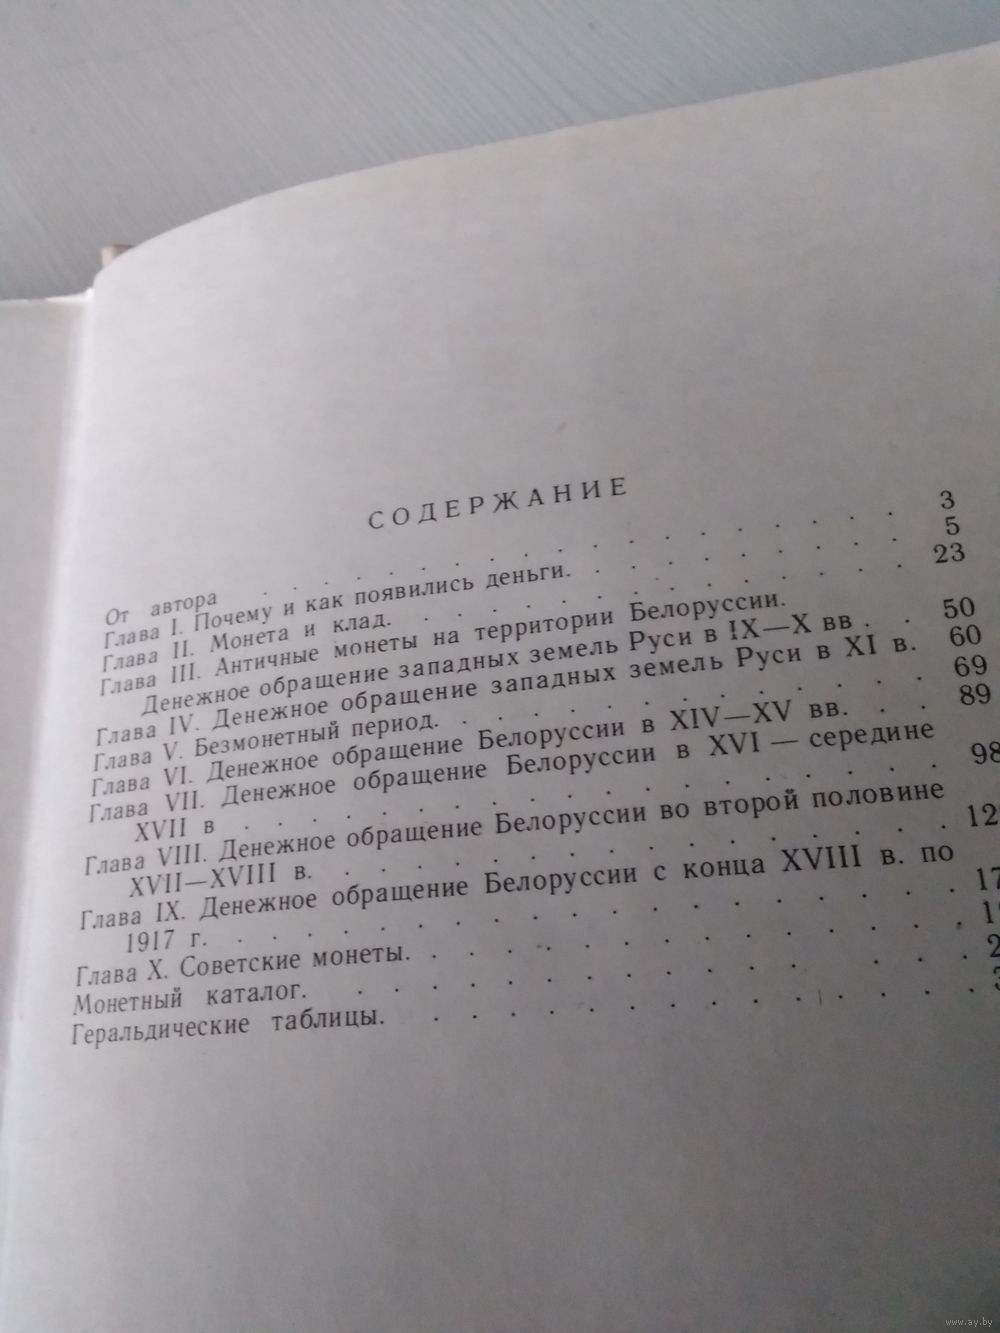 СОДЕРЖАНИЕ
От автора . . . . . . . . . . . . . . . . 3
Глава I. Почему и как появились деньги. . . . . . . . . . 5
Глава II. Монета и клад. . . . . . . . . . . . . . 23
Глава III. Античные монеты на территории Белоруссии.
Денежное обращение западных земель Руси в IX—X вв . . 50
Глава IV. Денежное обращение западных земель Руси в XI в. 60
Глава V. Безмонетный период. . . . . . . . . . . . . 69
Глава VI. Денежное обращение Белоруссии в XIV—XV вв. . . 89
Глава VII. Денежное обращение Белоруссии в XVI — середине
XVII в . . . . . . . . . . . . . . . . 98
Глава VIII. Денежное обращение Белоруссии во второй половине
XVII—XVIII в. . . . . . . . . . . . . . . .
Глава IX. Денежное обращение Белоруссии с конца XVIII в. по
1917 г. . . . . . . . . . . . . . . . .
Глава X. Советские монеты. . . . . . . . . . . . . .
Монетный каталог. . . . . . . . . . . . . . . .
Геральдические таблицы. . . . . . . . . . . . . .
www.ay.by